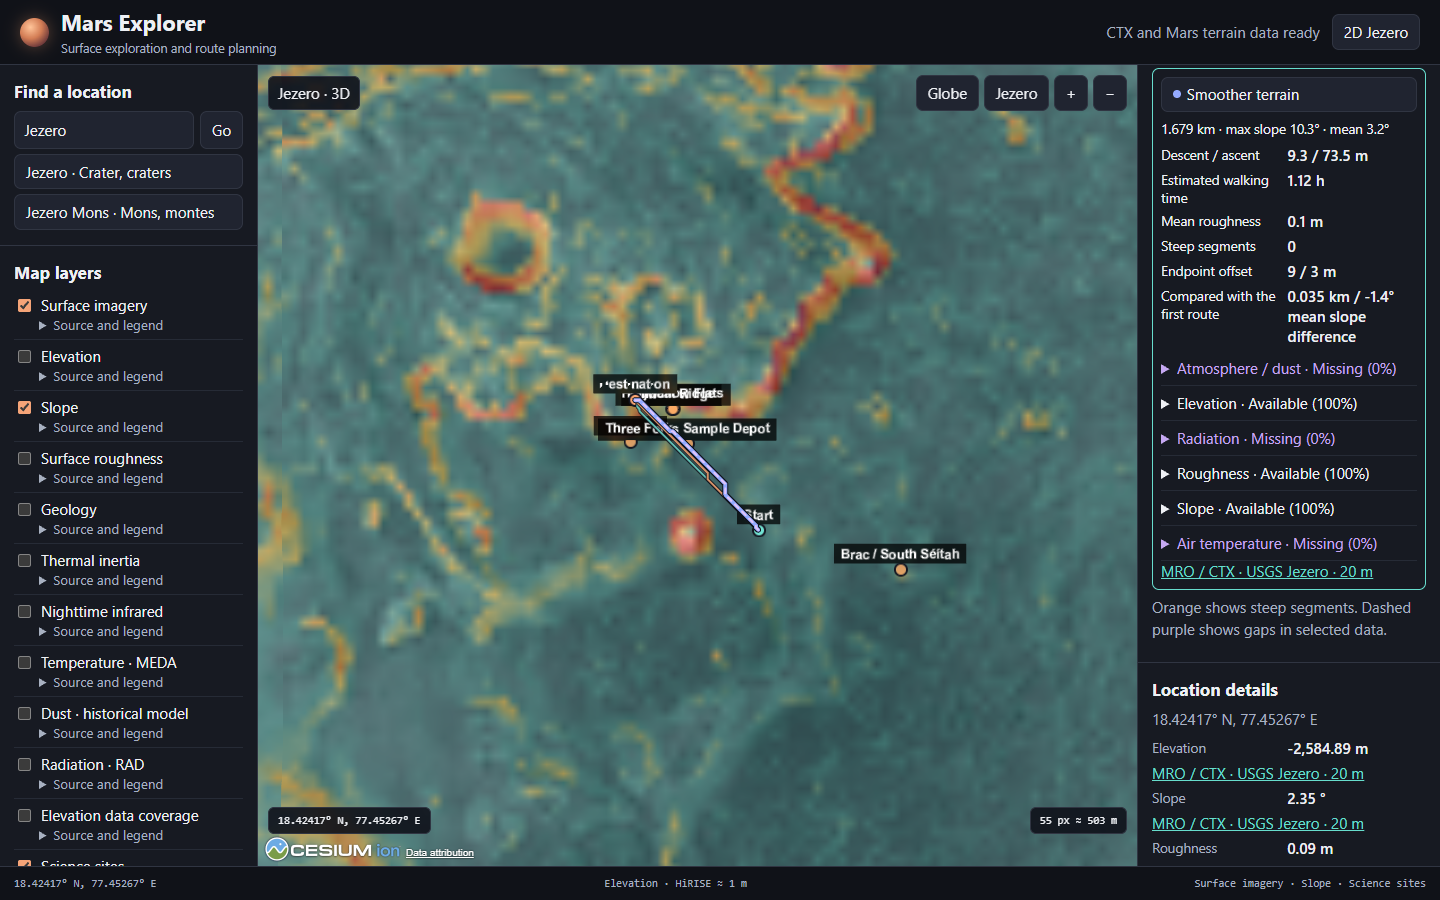 Mars Explorer
Surface exploration and route planning
CTX and Mars terrain data ready
2D Jezero
Find a location
Jezero
Go
Jezero · Crater, craters
Jezero Mons · Mons, montes
Map layers
Surface imagery
Source and legend
Elevation
Source and legend
Slope
Source and legend
Surface roughness
Source and legend
Geology
Source and legend
Thermal inertia
Source and legend
Nighttime infrared
Source and legend
Temperature · MEDA
Source and legend
Dust · historical model
Source and legend
Radiation · RAD
Source and legend
Elevation data coverage
Source and legend
Science sites
Jezero · 3D
Globe
Jezero
+
−
Sample Depot
Start
Brac / South Séítah
18.42417° N, 77.45267° E
55 px ≈ 503 m
CESIUM ion
Data attribution
Smoother terrain
1.679 km · max slope 10.3° · mean 3.2°
Descent / ascent 9.3 / 73.5 m
Estimated walking time 1.12 h
Mean roughness 0.1 m
Steep segments 0
Endpoint offset 9 / 3 m
Compared with the first route 0.035 km / -1.4° mean slope difference
Atmosphere / dust · Missing (0%)
Elevation · Available (100%)
Radiation · Missing (0%)
Roughness · Available (100%)
Slope · Available (100%)
Air temperature · Missing (0%)
MRO / CTX · USGS Jezero · 20 m
Orange shows steep segments. Dashed
purple shows gaps in selected data.
Location details
18.42417° N, 77.45267° E
Elevation -2,584.89 m
MRO / CTX · USGS Jezero · 20 m
Slope 2.35 °
MRO / CTX · USGS Jezero · 20 m
Roughness 0.09 m
18.42417° N, 77.45267° E
Elevation · HiRISE ≈ 1 m
Surface imagery · Slope · Science sites